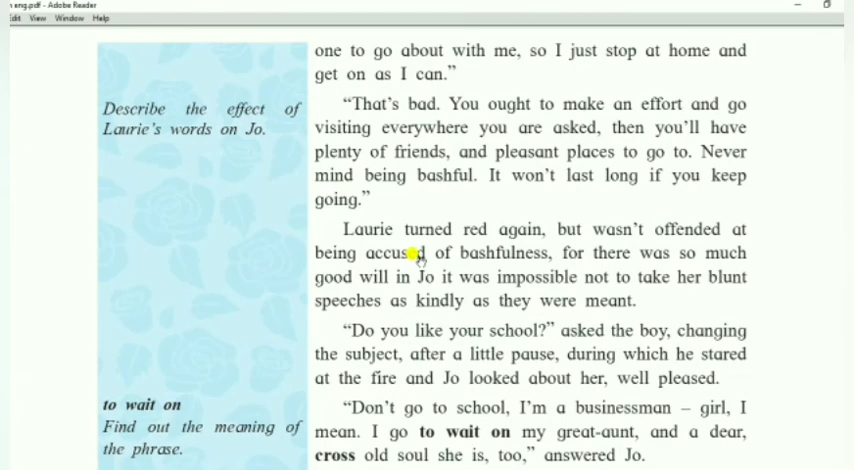 eng.pdf - Adobe Reader
Edit View Window Help
one to go about with me, so I just stop at home and
get on as I can.”
Describe the effect of
Laurie’s words on Jo.
“That’s bad. You ought to make an effort and go
visiting everywhere you are asked, then you’ll have
plenty of friends, and pleasant places to go to. Never
mind being bashful. It won’t last long if you keep
going.”
Laurie turned red again, but wasn’t offended at
being accused of bashfulness, for there was so much
good will in Jo it was impossible not to take her blunt
speeches as kindly as they were meant.
“Do you like your school?” asked the boy, changing
the subject, after a little pause, during which he stared
at the fire and Jo looked about her, well pleased.
to wait on
Find out the meaning of
the phrase.
“Don’t go to school, I’m a businessman – girl, I
mean. I go to wait on my great-aunt, and a dear,
cross old soul she is, too,” answered Jo.